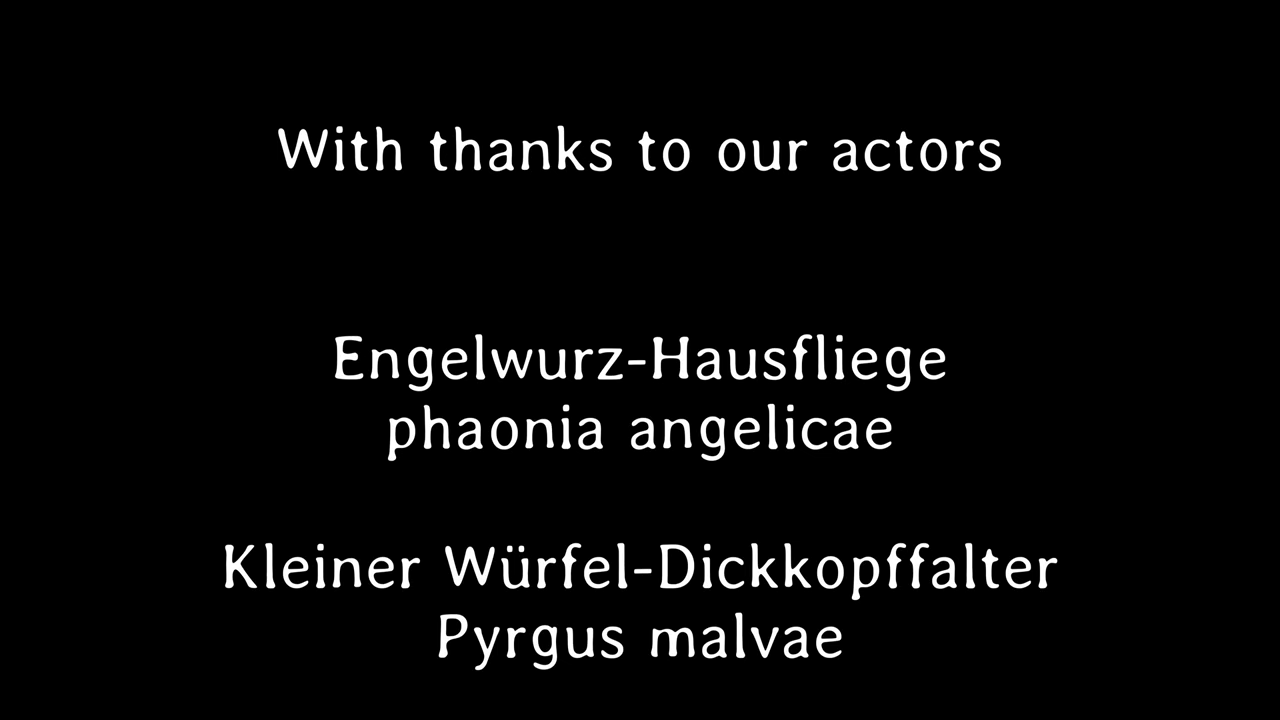 With thanks to our actors
Engelwurz-Hausfliege
phaonia angelicae
Kleiner Würfel-Dickkopffalter
Pyrgus malvae